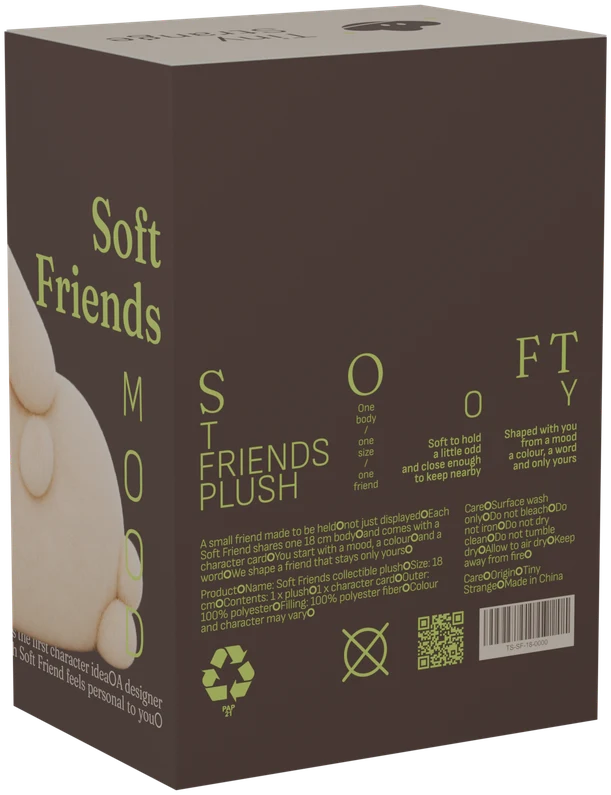 Tiny
Strange
Soft
Friends
M
O
O
D
the first character ideaOA designer
Soft Friend feels personal to youO
S O F T
T O Y
FRIENDS
PLUSH
One
body
/
one
size
/
one
friend
Soft to hold
a little odd
and close enough
to keep nearby
Shaped with you
from a mood
a colour, a word
and only yours
A small friend made to be heldOnot just displayedOEach
Soft Friend shares one 18 cm bodyOand comes with a
character cardOYou start with a mood, a colourOand a
wordOWe shape a friend that stays only yoursO
ProductOName: Soft Friends collectible plushOSize: 18
cmOContents: 1 x plushO1 x character cardOOuter:
100% polyesterOFilling: 100% polyester fiberOColour
and character may varyO
CareOSurface wash
onlyODo not bleachODo
not ironODo not dry
cleanODo not tumble
dryOAllow to air dryOKeep
away from fireO
CareOOriginOTiny
StrangeOMade in China
PAP
21
TS-SF-18-0000